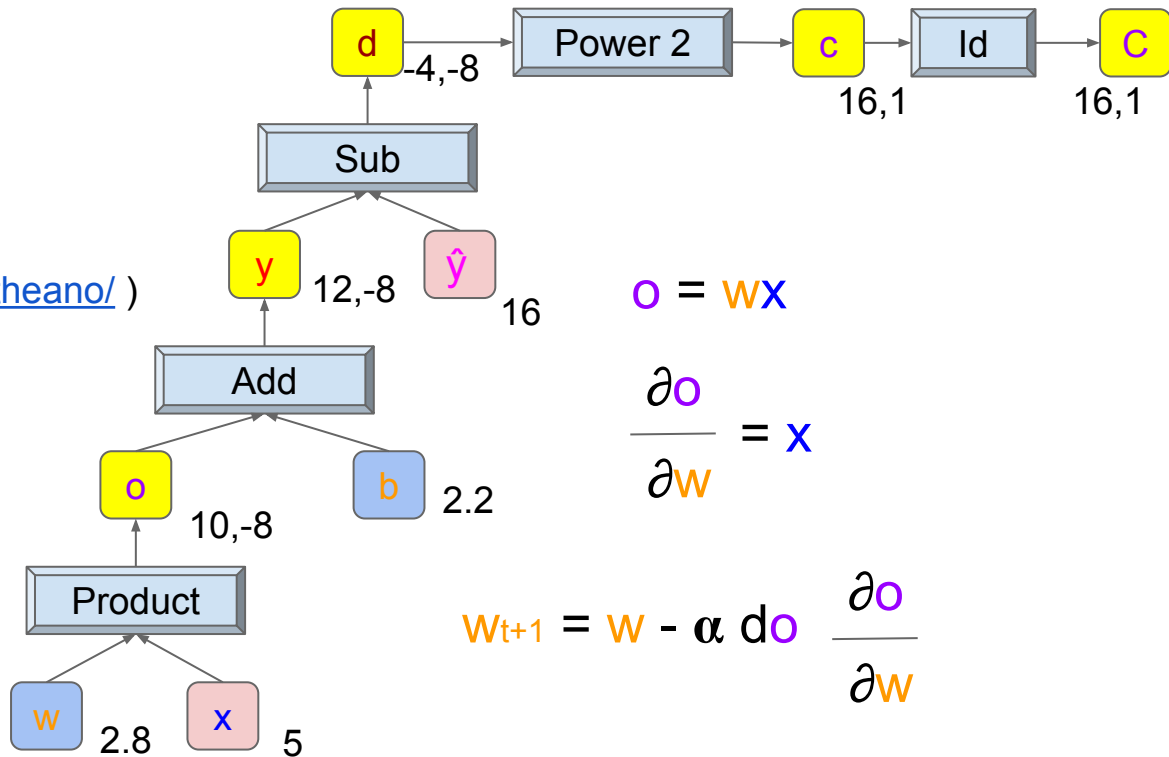 d
Power 2
c
Id
C
-4,-8
16,1
16,1
Sub
y
ŷ
heano/ )
12,-8
16
o = wx
Add
∂o
∂w
= x
o
b
2.2
10,-8
Product
wt+1 = w - α do ∂o
∂w
w
2.8
x
5